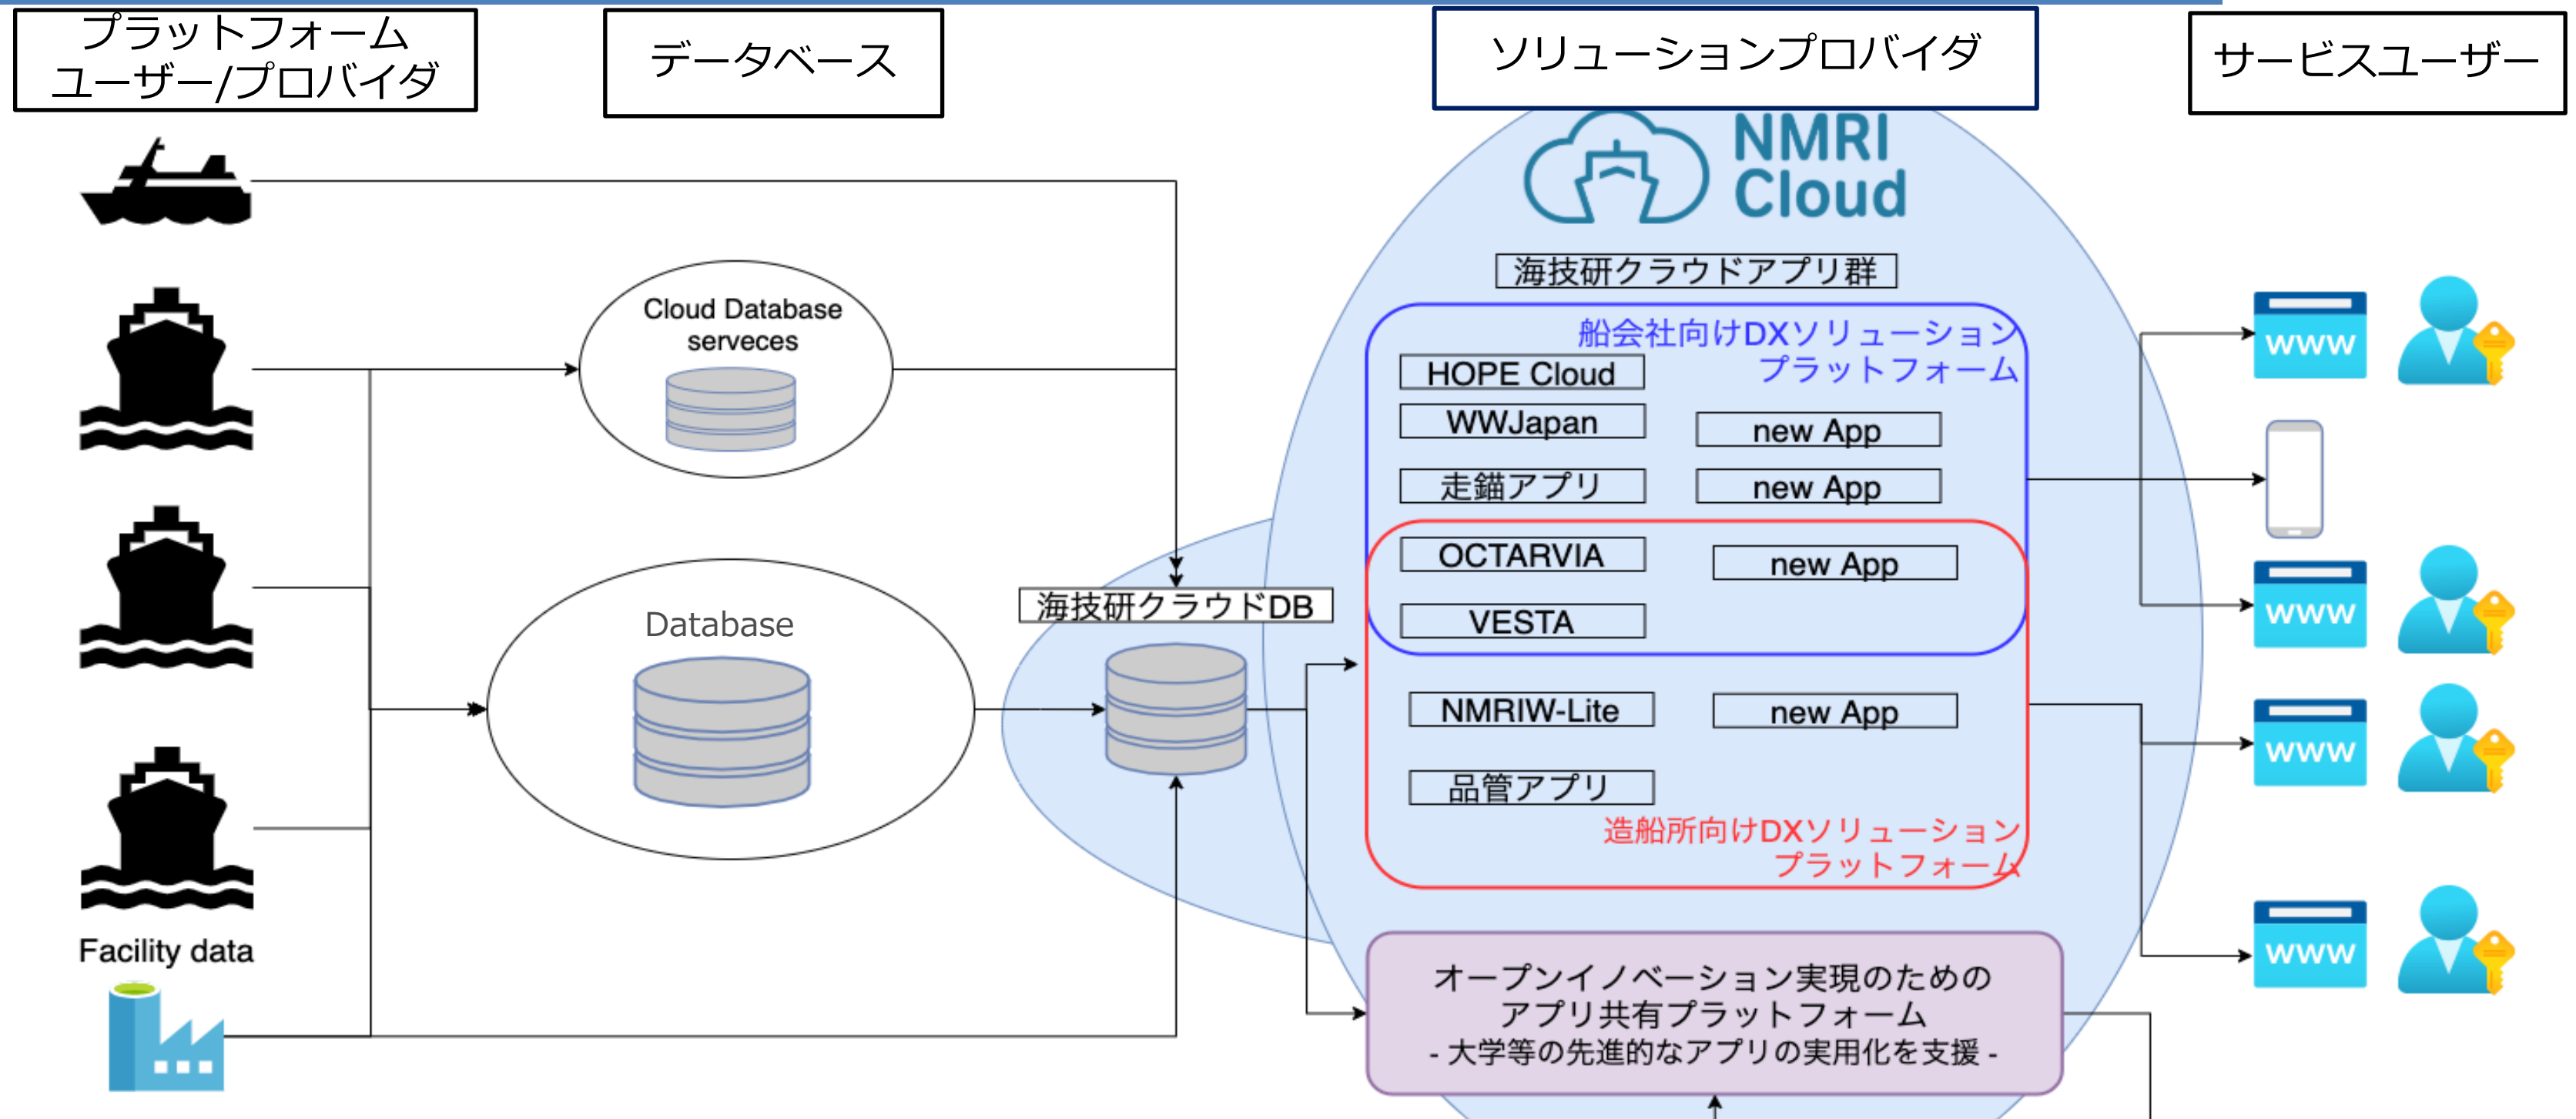 プラットフォーム
ユーザー/プロバイダ
データベース
ソリューションプロバイダ
サービスユーザー
NMRI
Cloud
海技研クラウドアプリ群
Cloud Database
serveces
船会社向けDXソリューション
プラットフォーム
HOPE Cloud
WWJapan
new App
走錨アプリ
new App
OCTARVIA
new App
VESTA
NMRIW-Lite
new App
品管アプリ
造船所向けDXソリューション
プラットフォーム
Database
海技研クラウドDB
Facility data
オープンイノベーション実現のための
アプリ共有プラットフォーム
- 大学等の先進的なアプリの実用化を支援 -
www
www
www
www